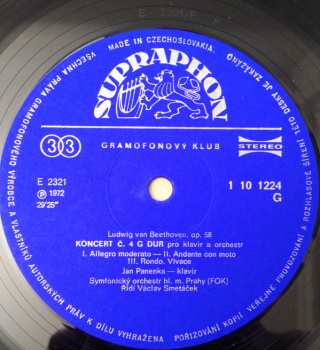 E 1220 F
MADE IN CZECHOSLOVAKIA. VŠECHNA PRÁVA GRAMOFONOVÉHO VÝROBCE A VLASTNÍKŮ AUTORSKÝCH PRÁV K DÍLU VYHRAŽENA POŘIZOVÁNÍ KOPIÍ, VEŘEJNÉ PROVOZOVÁNÍ A ROZHLASOVÉ ŠÍŘENÍ TÉTO DESKY JE ZAKÁZÁNO
SUPRAPHON
33
GRAMOFONOVÝ KLUB
STEREO
E 2321
℗ 1972
1 10 1224
G
Ludwig van Beethoven, op. 58
KONCERT Č. 4 G DUR pro klavír a orchestr
I. Allegro moderato — II. Andante con moto
III. Rondo. Vivace
Jan Panenka — klavír
Symfonický orchestr hl. m. Prahy (FOK)
Řídí Václav Smetáček